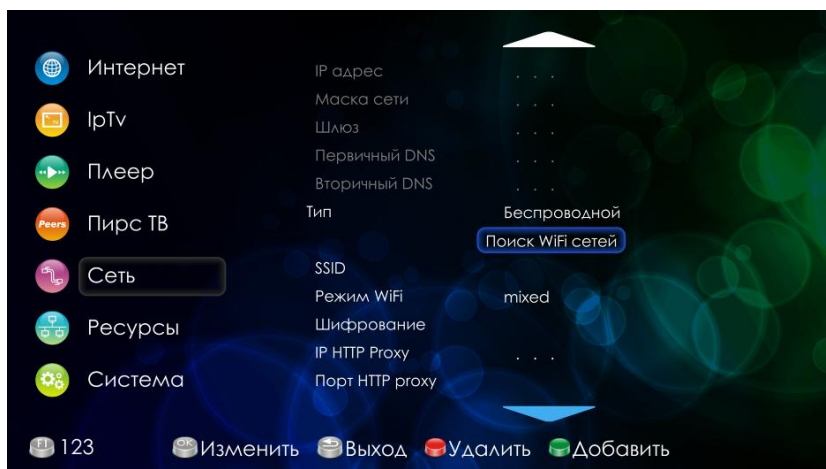 Интернет
IpTv
Плеер
Peers
Пирс ТВ
Сеть
Ресурсы
Система
IP адрес . . .
Маска сети . . .
Шлюз . . .
Первичный DNS . . .
Вторичный DNS . . .
Тип Беспроводной
Поиск WiFi сетей
SSID
Режим WiFi mixed
Шифрование
IP HTTP Proxy . . .
Порт HTTP proxy
F1 123 OK Изменить Выход Удалить Добавить